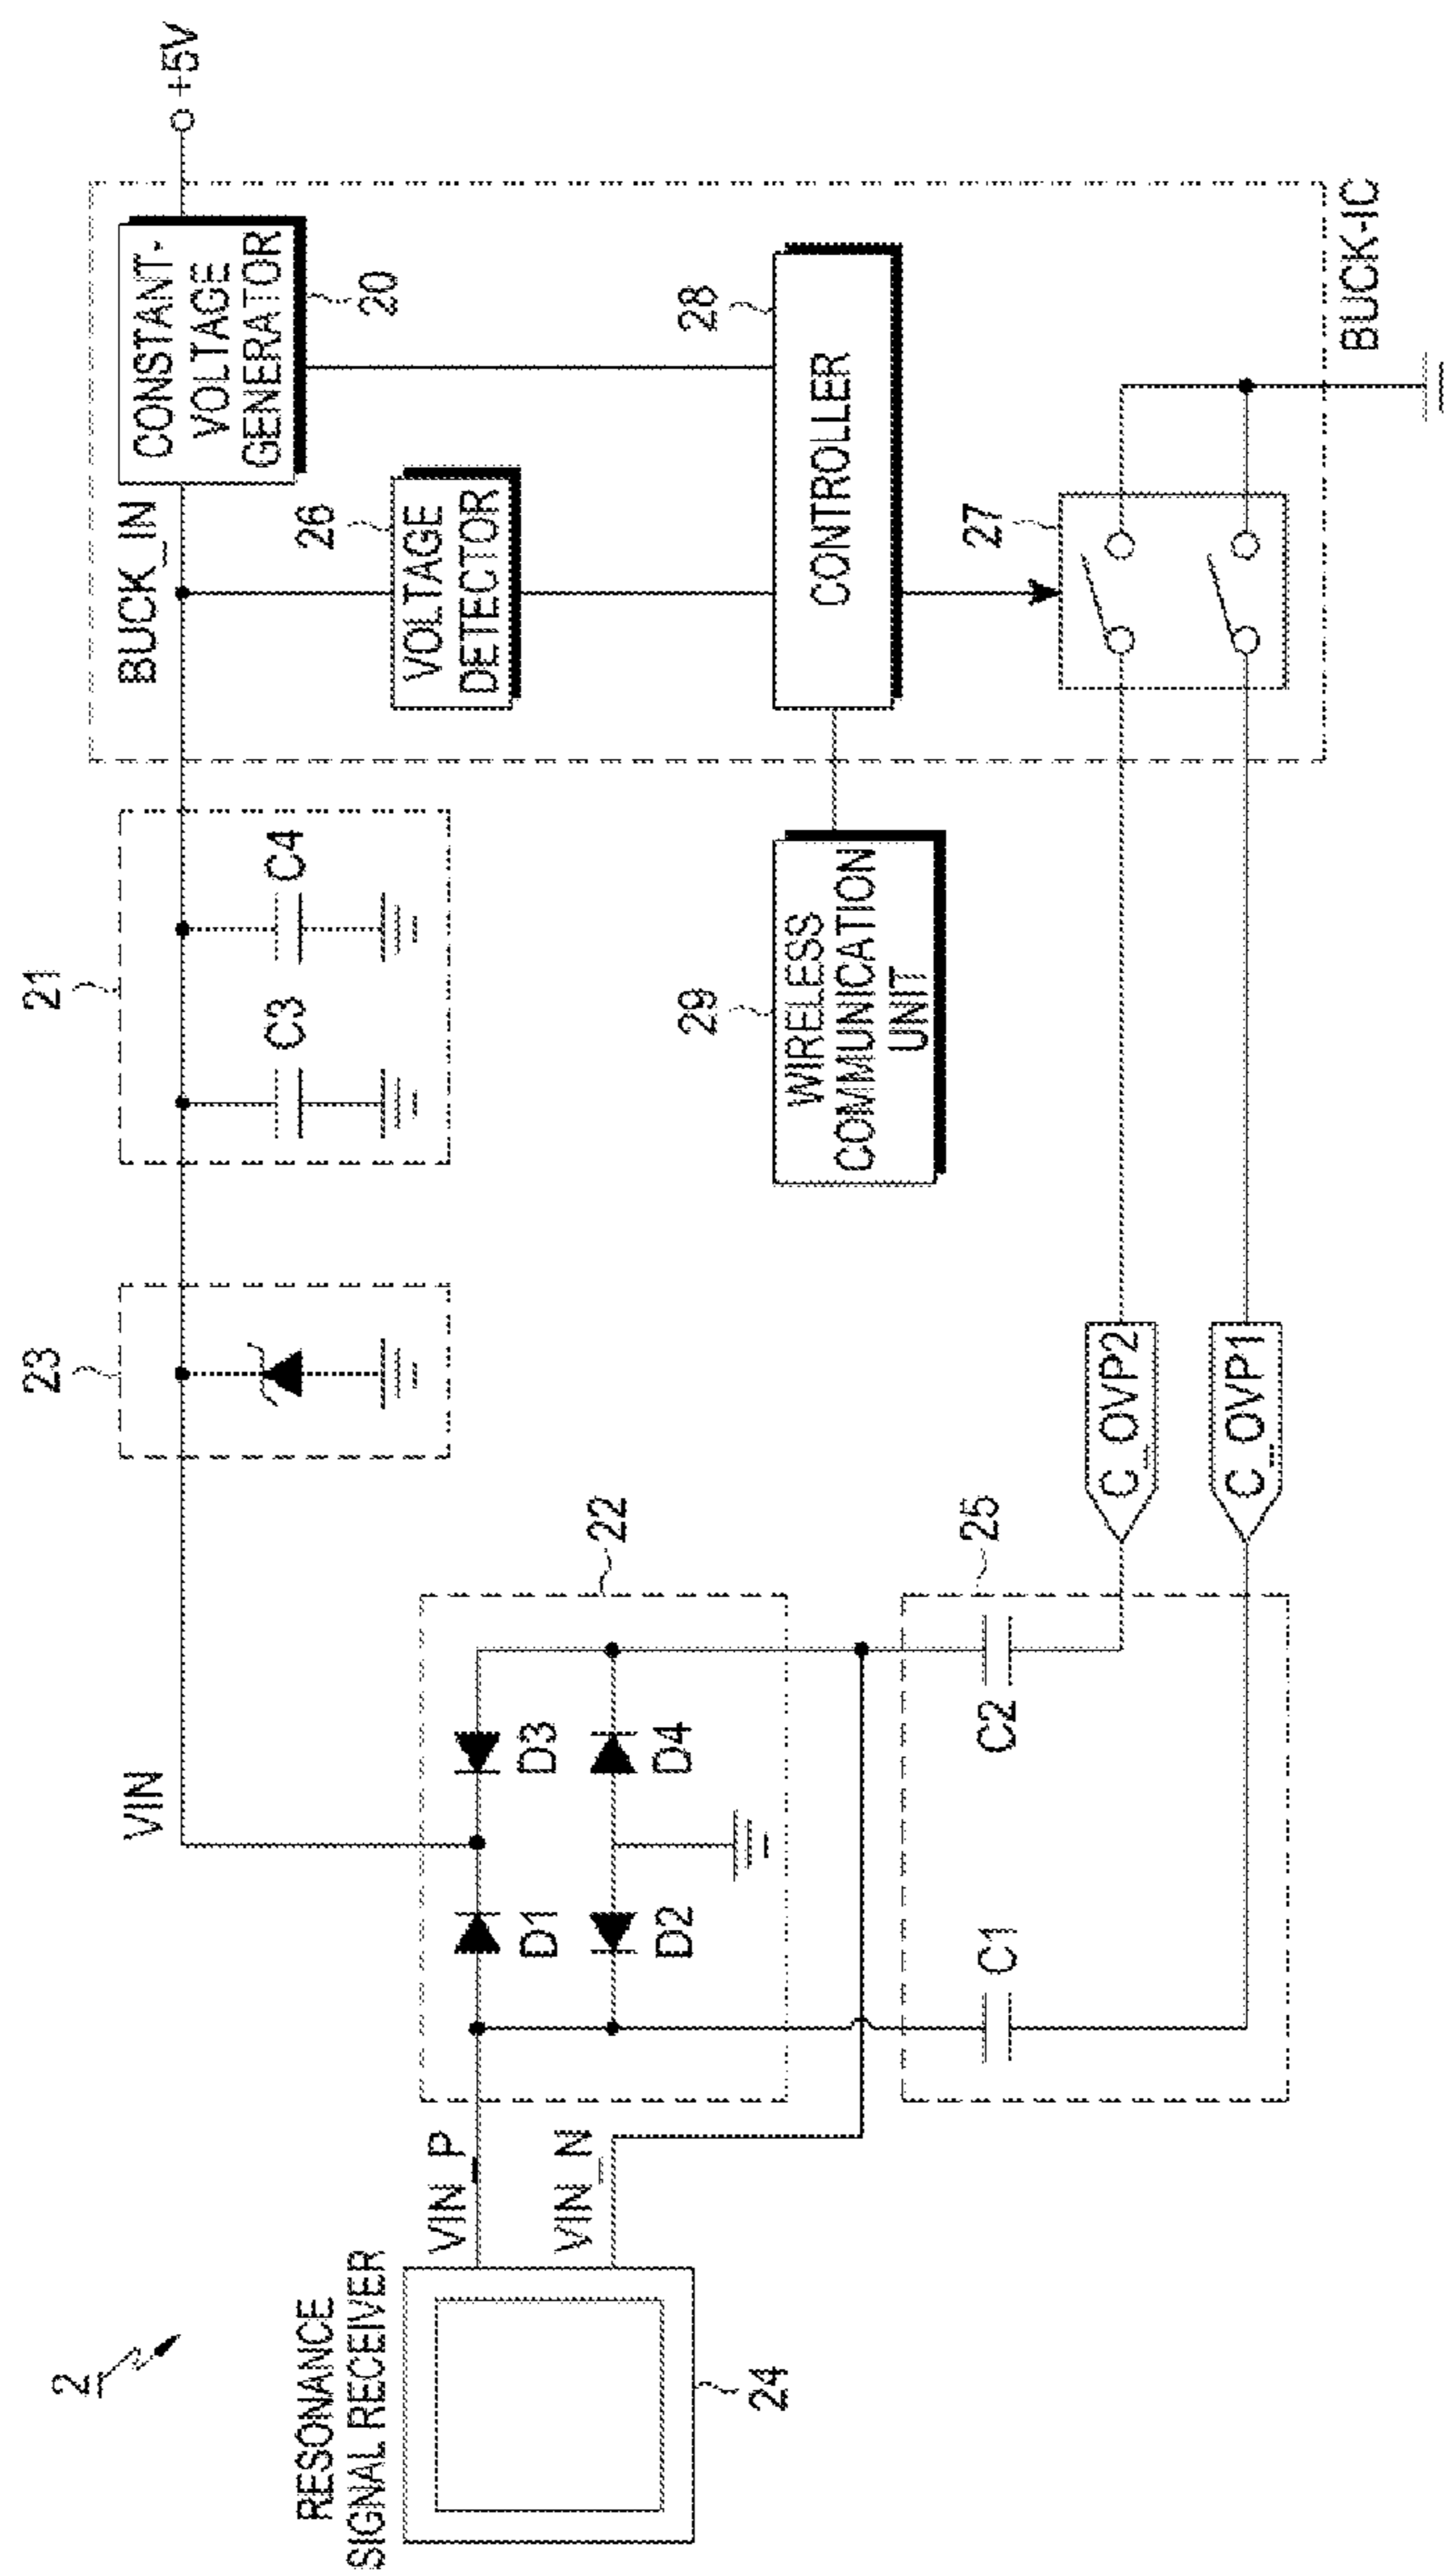 2
RESONANCE
SIGNAL RECEIVER
24
VIN_P
VIN_N
VIN
22
D1
D3
D2
D4
25
C1
C2
C_OVP2
C_OVP1
23
21
C3
C4
BUCK_IN
CONSTANT-
VOLTAGE
GENERATOR
20
+5V
26
VOLTAGE
DETECTOR
28
CONTROLLER
29
WIRELESS
COMMUNICATION
UNIT
27
BUCK-IC